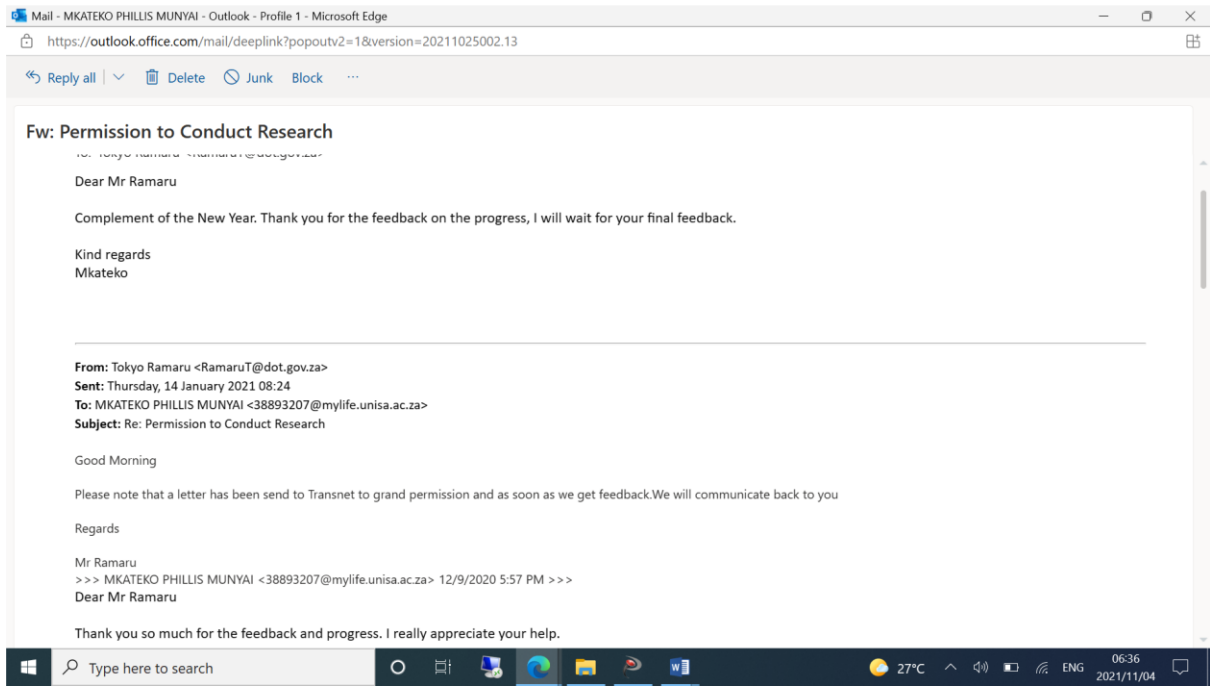 Mail - MKATEKO PHILLIS MUNYAI - Outlook - Profile 1 - Microsoft Edge
https://outlook.office.com/mail/deeplink?popoutv2=1&version=20211025002.13
Reply all
Delete
Junk
Block
Fw: Permission to Conduct Research
To: Tokyo Ramaru <RamaruT@dot.gov.za>
Dear Mr Ramaru
Complement of the New Year. Thank you for the feedback on the progress, I will wait for your final feedback.
Kind regards
Mkateko
From: Tokyo Ramaru <RamaruT@dot.gov.za>
Sent: Thursday, 14 January 2021 08:24
To: MKATEKO PHILLIS MUNYAI <38893207@mylife.unisa.ac.za>
Subject: Re: Permission to Conduct Research
Good Morning
Please note that a letter has been send to Transnet to grand permission and as soon as we get feedback.We will communicate back to you
Regards
Mr Ramaru
>>> MKATEKO PHILLIS MUNYAI <38893207@mylife.unisa.ac.za> 12/9/2020 5:57 PM >>>
Dear Mr Ramaru
Thank you so much for the feedback and progress. I really appreciate your help.
Type here to search
27°C
ENG
06:36
2021/11/04